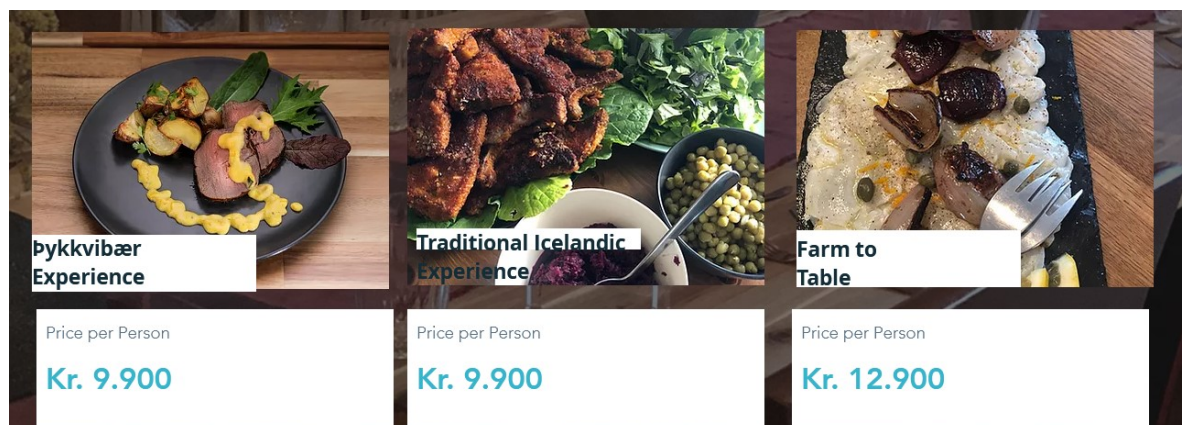 Þykkvibær
Experience
Price per Person
Kr. 9.900
Traditional Icelandic
Experience
Price per Person
Kr. 9.900
Farm to
Table
Price per Person
Kr. 12.900